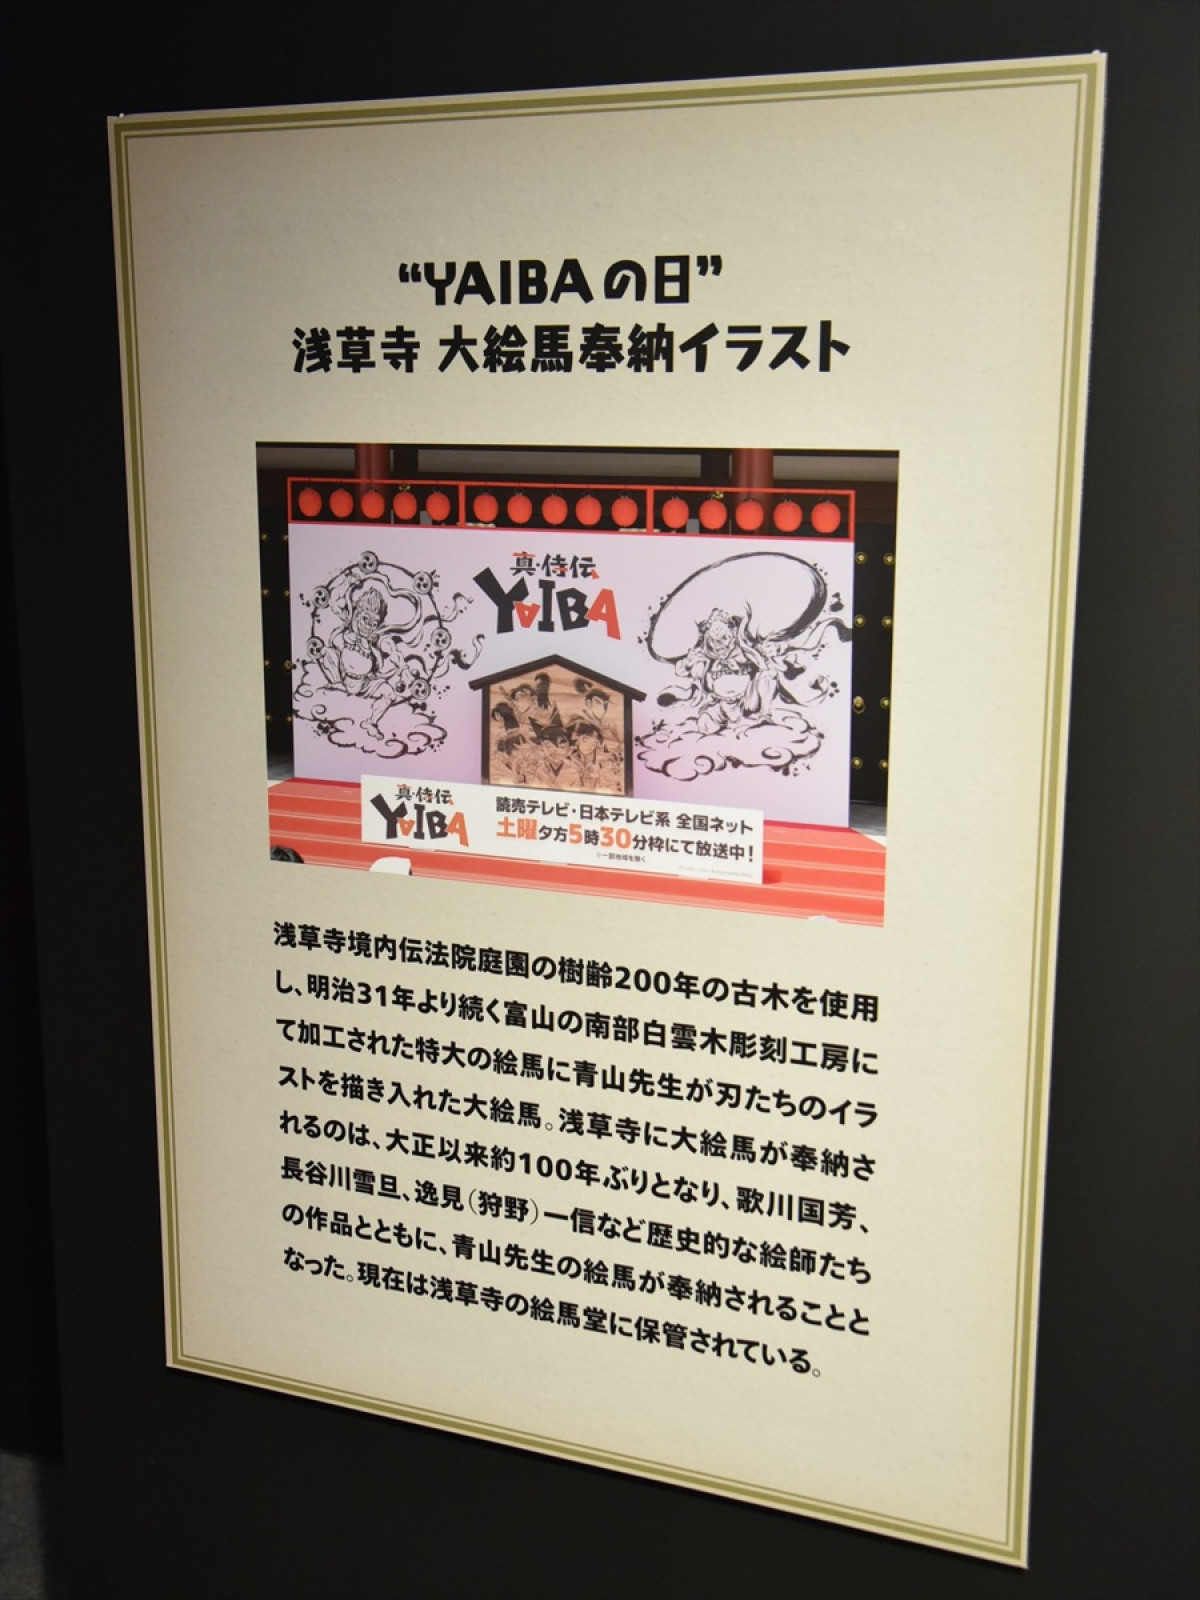 “YAIBAの日”
浅草寺 大絵馬奉納イラスト
真・侍伝
YAIBA
真・侍伝
YAIBA
読売テレビ・日本テレビ系 全国ネット
土曜夕方5時30分枠にて放送中！
※一部地域を除く
浅草寺境内伝法院庭園の樹齢200年の古木を使用
し、明治31年より続く富山の南部白雲木彫刻工房に
て加工された特大の絵馬に青山先生が刃たちのイラ
ストを描き入れた大絵馬。浅草寺に大絵馬が奉納さ
れるのは、大正以来約100年ぶりとなり、歌川国芳、
長谷川雪旦、逸見（狩野）一信など歴史的な絵師たち
の作品とともに、青山先生の絵馬が奉納されることと
なった。現在は浅草寺の絵馬堂に保管されている。